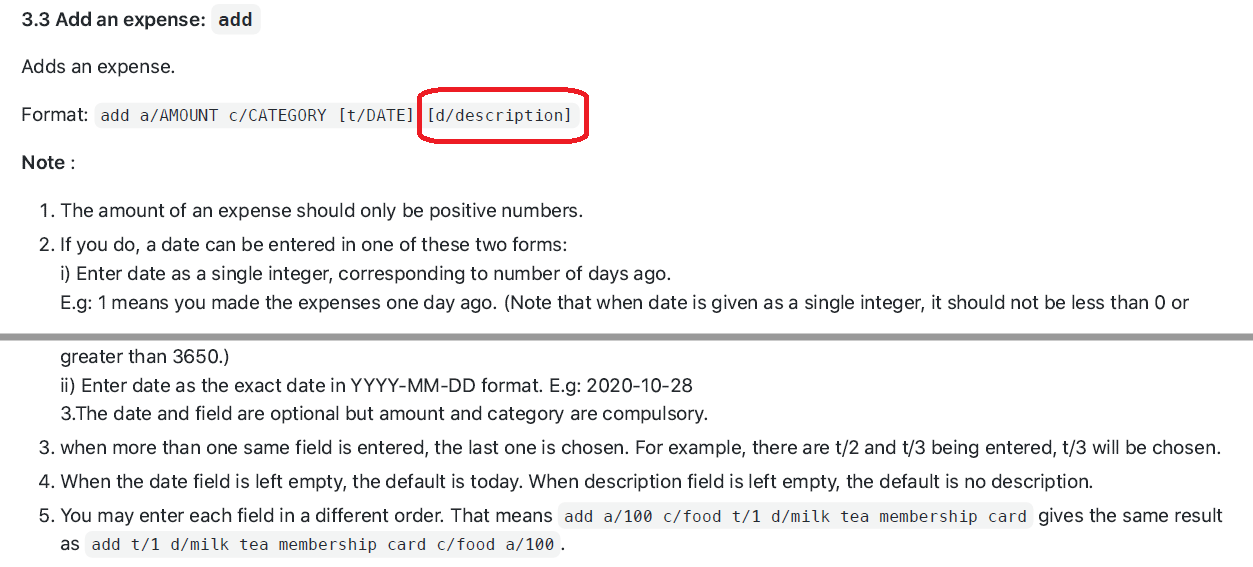 3.3 Add an expense: add
Adds an expense.
Format: add a/AMOUNT c/CATEGORY [t/DATE] [d/description]
Note :
1. The amount of an expense should only be positive numbers.
2. If you do, a date can be entered in one of these two forms:
i) Enter date as a single integer, corresponding to number of days ago.
E.g: 1 means you made the expenses one day ago. (Note that when date is given as a single integer, it should not be less than 0 or
greater than 3650.)
ii) Enter date as the exact date in YYYY-MM-DD format. E.g: 2020-10-28
3.The date and field are optional but amount and category are compulsory.
3. when more than one same field is entered, the last one is chosen. For example, there are t/2 and t/3 being entered, t/3 will be chosen.
4. When the date field is left empty, the default is today. When description field is left empty, the default is no description.
5. You may enter each field in a different order. That means add a/100 c/food t/1 d/milk tea membership card gives the same result
as add t/1 d/milk tea membership card c/food a/100 .